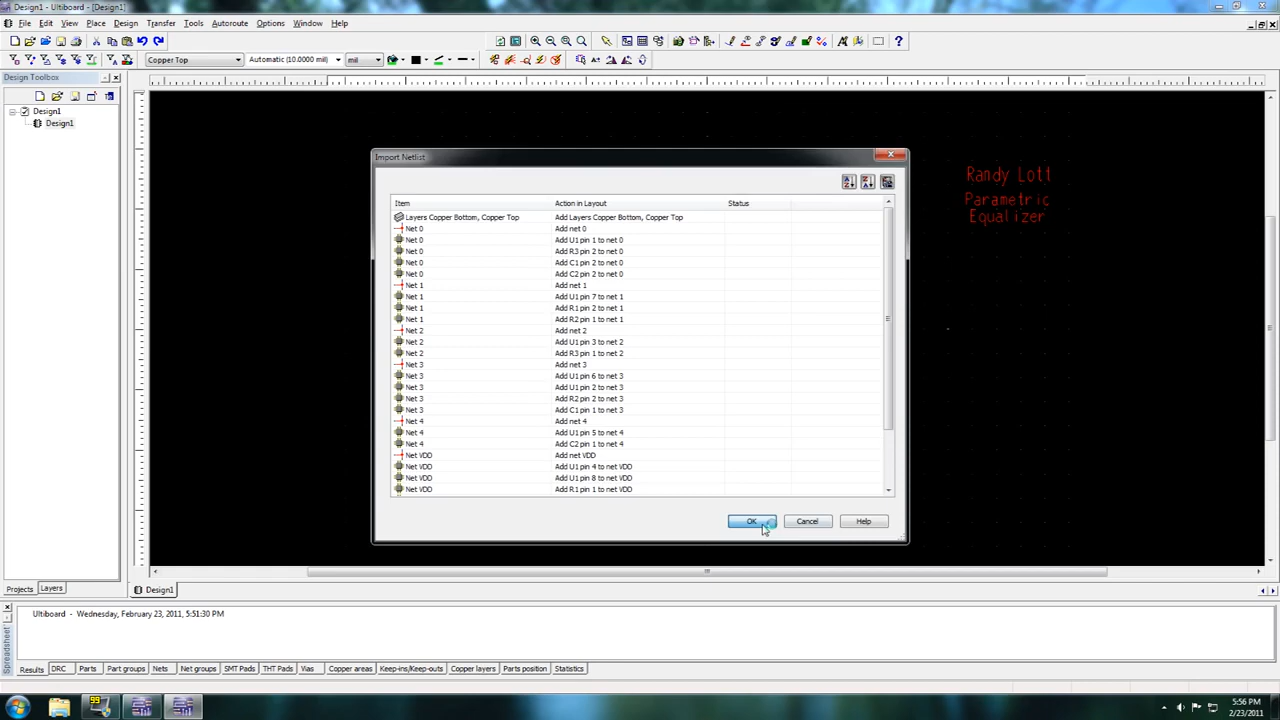 Design1 - Ultiboard - [Design1]
File Edit View Place Design Transfer Tools Autoroute Options Window Help
Copper Top Automatic (10.0000 mil) mil
Design Toolbox
Design1
Design1
Projects Layers
Randy Lott
Parametric
Equalizer
Import Netlist
Item Action in Layout Status
Layers Copper Bottom, Copper Top Add Layers Copper Bottom, Copper Top
Net 0 Add net 0
Net 0 Add U1 pin 1 to net 0
Net 0 Add R3 pin 2 to net 0
Net 0 Add C1 pin 2 to net 0
Net 0 Add C2 pin 2 to net 0
Net 1 Add net 1
Net 1 Add U1 pin 7 to net 1
Net 1 Add R1 pin 2 to net 1
Net 1 Add R2 pin 1 to net 1
Net 2 Add net 2
Net 2 Add U1 pin 3 to net 2
Net 2 Add R3 pin 1 to net 2
Net 3 Add net 3
Net 3 Add U1 pin 6 to net 3
Net 3 Add U1 pin 2 to net 3
Net 3 Add R2 pin 2 to net 3
Net 3 Add C1 pin 1 to net 3
Net 4 Add net 4
Net 4 Add U1 pin 5 to net 4
Net 4 Add C2 pin 1 to net 4
Net VDD Add net VDD
Net VDD Add U1 pin 4 to net VDD
Net VDD Add U1 pin 8 to net VDD
Net VDD Add R1 pin 1 to net VDD
OK Cancel Help
Design1
Spreadsheet
Ultiboard - Wednesday, February 23, 2011, 5:51:30 PM
Results DRC Parts Part groups Nets Net groups SMT Pads THT Pads Vias Copper areas Keep-ins/Keep-outs Copper layers Parts position Statistics
99
5:56 PM
2/23/2011